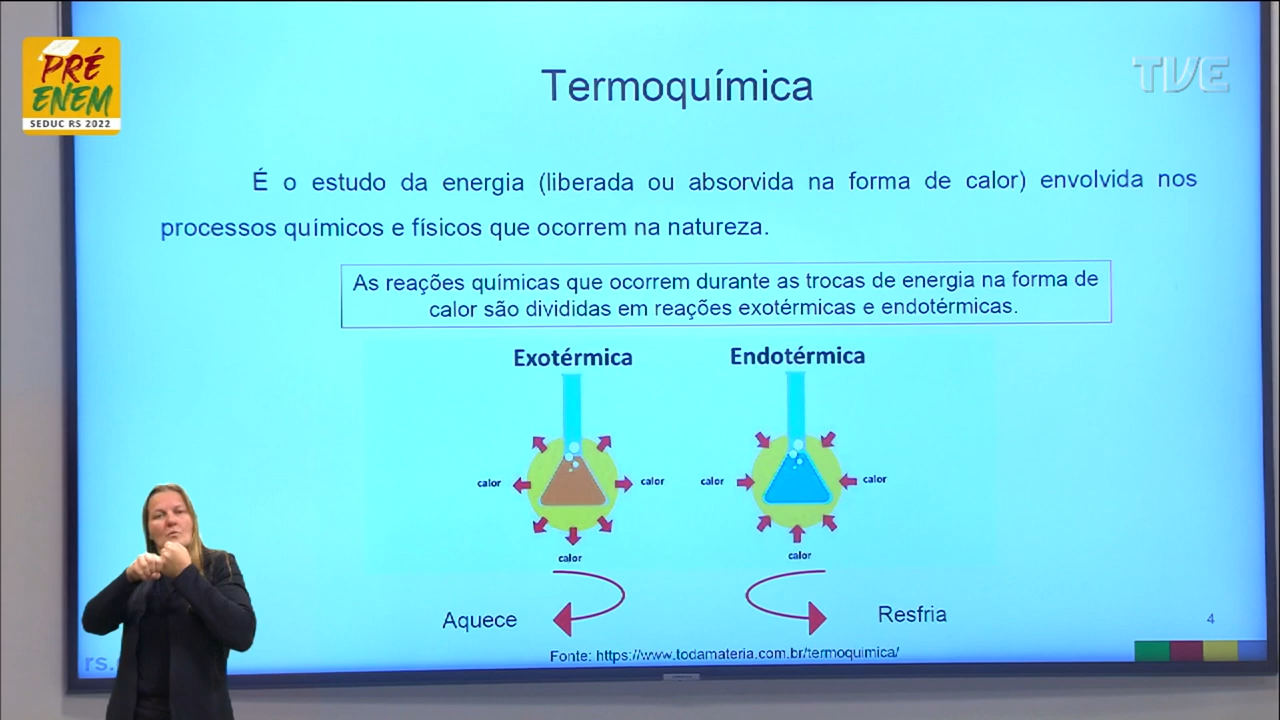 PRÉ
ENEM
SEDUC RS 2022
TVE
Termoquímica
É o estudo da energia (liberada ou absorvida na forma de calor) envolvida nos
processos químicos e físicos que ocorrem na natureza.
As reações químicas que ocorrem durante as trocas de energia na forma de
calor são divididas em reações exotérmicas e endotérmicas.
Exotérmica
Endotérmica
calor
calor
calor
calor
calor
calor
Aquece
Resfria
4
Fonte: https://www.todamateria.com.br/termoquimica/
rs.